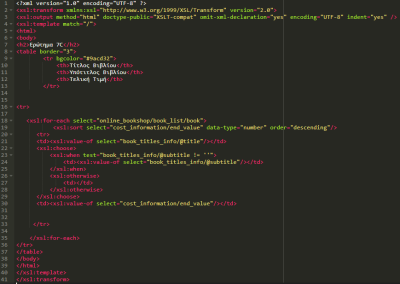 <?xml version="1.0" encoding="UTF-8" ?>
<xsl:transform xmlns:xsl="http://www.w3.org/1999/XSL/Transform" version="2.0">
<xsl:output method="html" doctype-public="XSLT-compat" omit-xml-declaration="yes" encoding="UTF-8" indent="yes" />
<xsl:template match="/">
<html>
<body>
<h2>Ερώτημα 7C</h2>
<table border="3">
<tr bgcolor="#9acd32">
<th>Τίτλος Βιβλίου</th>
<th>Υπότιτλος Βιβλίου</th>
<th>Τελική Τιμή</th>
</tr>
<tr>
<xsl:for-each select="online_bookshop/book_list/book">
<xsl:sort select="cost_information/end_value" data-type="number" order="descending"/>
<tr>
<td><xsl:value-of select="book_titles_info/@title"/></td>
<xsl:choose>
<xsl:when test="book_titles_info/@subtitle != ''">
<td><xsl:value-of select="book_titles_info/@subtitle"/></td>
</xsl:when>
<xsl:otherwise>
<td></td>
</xsl:otherwise>
</xsl:choose>
<td><xsl:value-of select="cost_information/end_value"/></td>
</tr>
</xsl:for-each>
</tr>
</table>
</body>
</html>
</xsl:template>
</xsl:transform>